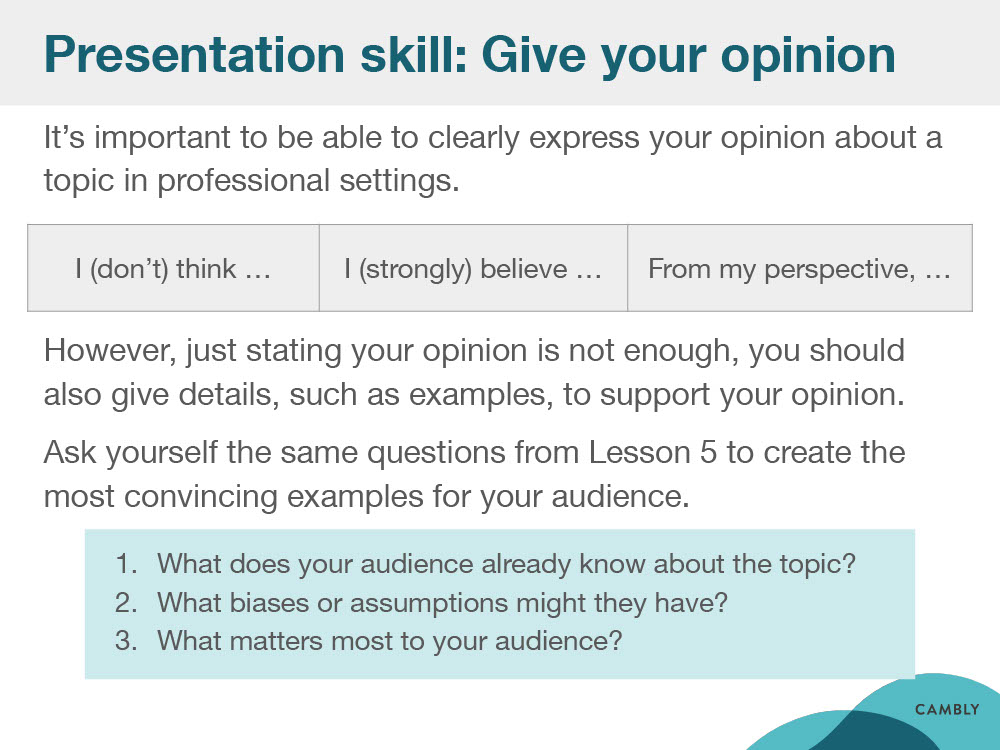 Presentation skill: Give your opinion
It’s important to be able to clearly express your opinion about a
topic in professional settings.
I (don’t) think …
I (strongly) believe …
From my perspective, …
However, just stating your opinion is not enough, you should
also give details, such as examples, to support your opinion.
Ask yourself the same questions from Lesson 5 to create the
most convincing examples for your audience.
1. What does your audience already know about the topic?
2. What biases or assumptions might they have?
3. What matters most to your audience?
CAMBLY